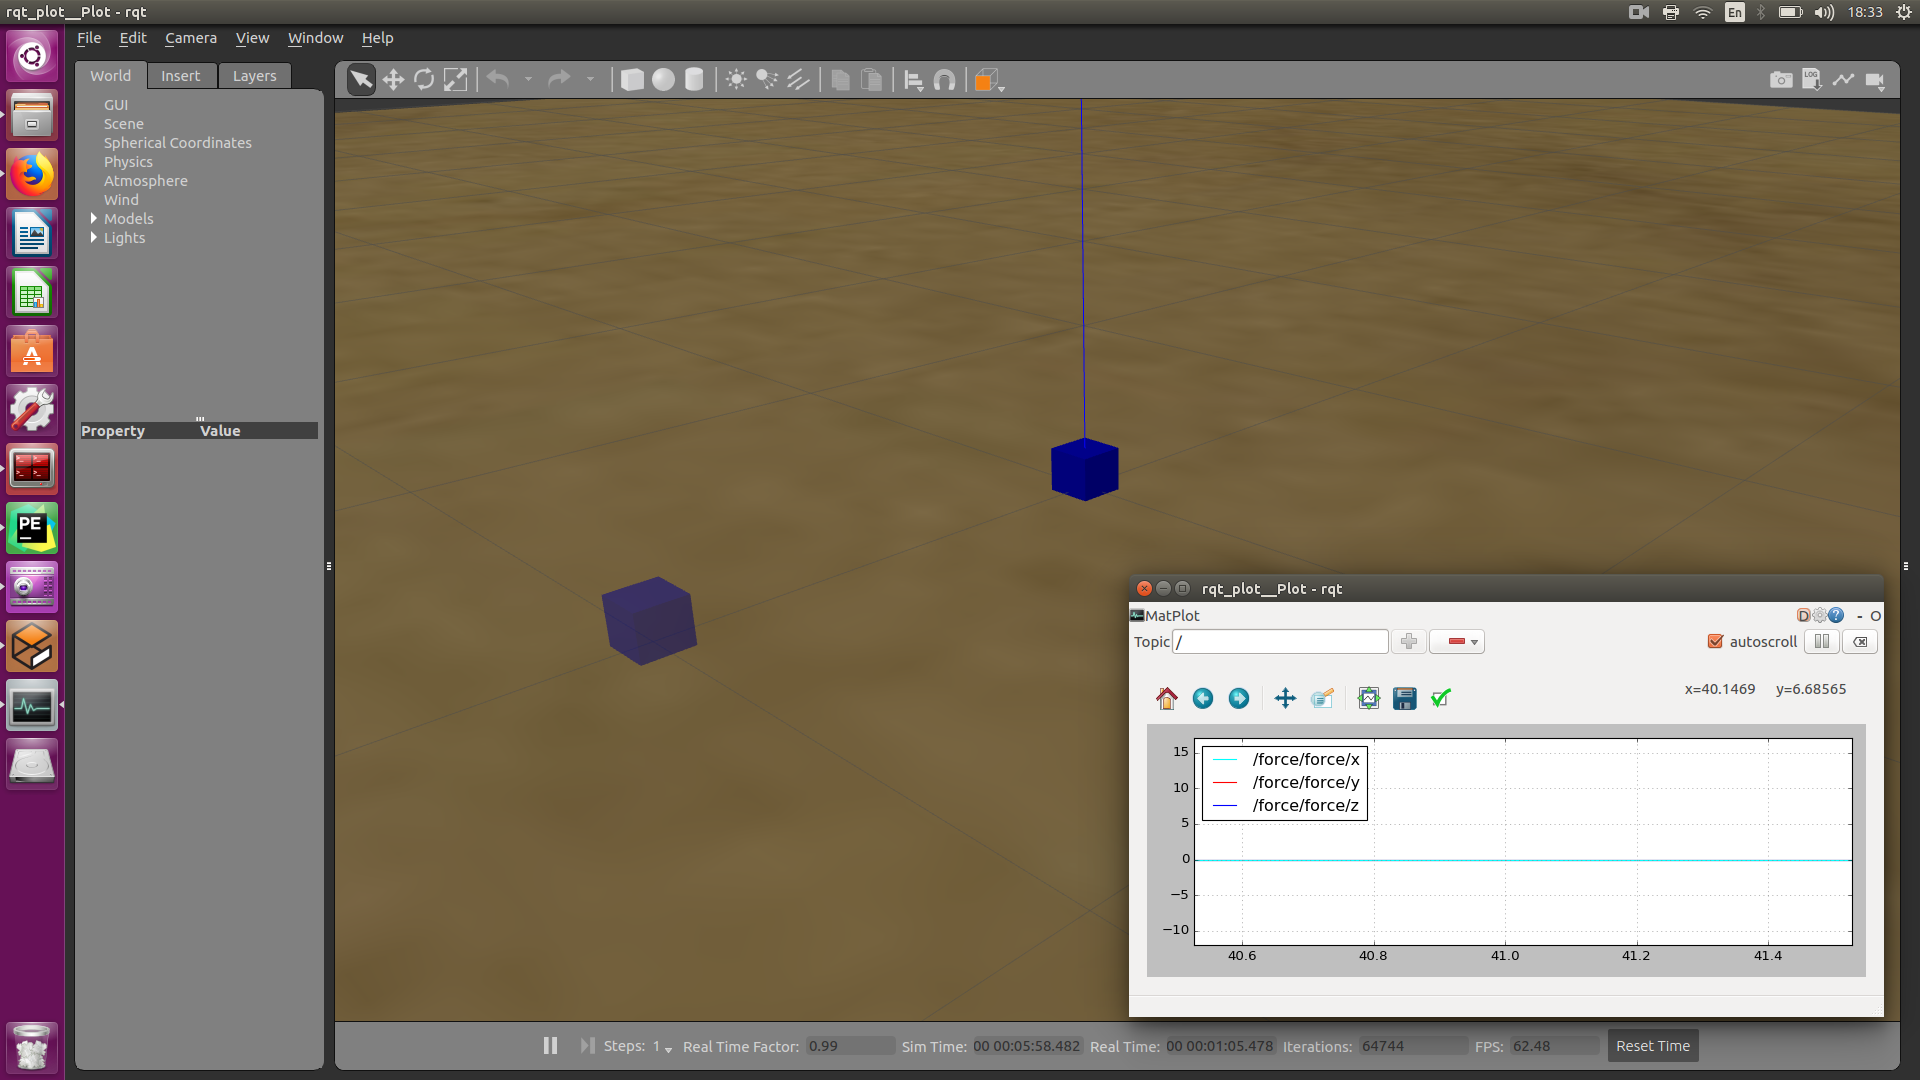 rqt_plot__Plot - rqt
En
18:33
File Edit Camera View Window Help
World Insert Layers
LOG
GUI
Scene
Spherical Coordinates
Physics
Atmosphere
Wind
Models
Lights
Property Value
PE
rqt_plot__Plot - rqt
MatPlot
D
?
- O
Topic /
autoscroll
x=40.1469 y=6.68565
/force/force/x
/force/force/y
/force/force/z
15
10
5
0
−5
−10
40.6 40.8 41.0 41.2 41.4
Steps: 1 Real Time Factor: 0.99 Sim Time: 00 00:05:58.482 Real Time: 00 00:01:05.478 Iterations: 64744 FPS: 62.48 Reset Time